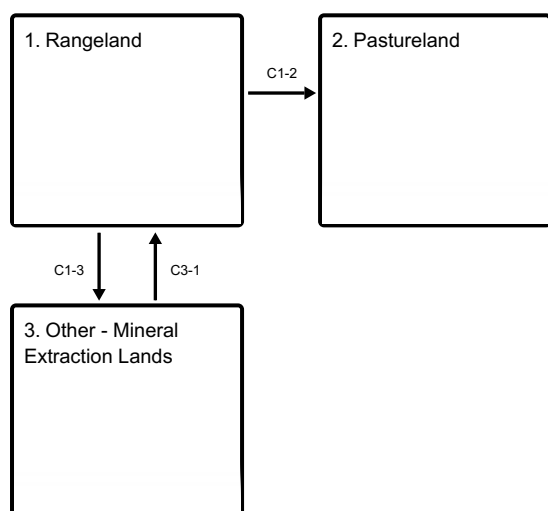 1. Rangeland
2. Pastureland
C1-2
C1-3
C3-1
3. Other - Mineral
Extraction Lands